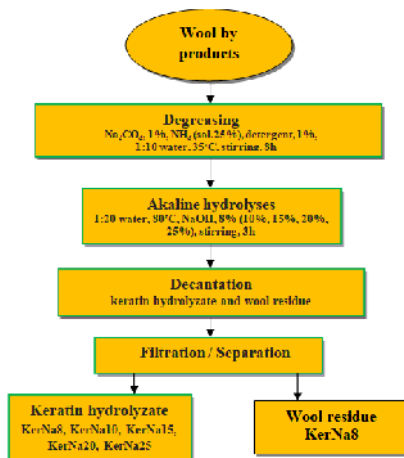 Wool by
products
Degreasing
Na2CO3, 1%, NH3 (sol.25%), detergent, 1%,
1:10 water, 35°C, stirring, 3h
Akaline hydrolyses
1:20 water, 80°C, NaOH, 8% (10%, 15%, 20%,
25%), stirring, 3h
Decantation
keratin hydrolyzate and wool residue
Filtration / Separation
Keratin hydrolyzate
KerNa8, KerNa10, KerNa15,
KerNa20, KerNa25
Wool residue
KerNa8